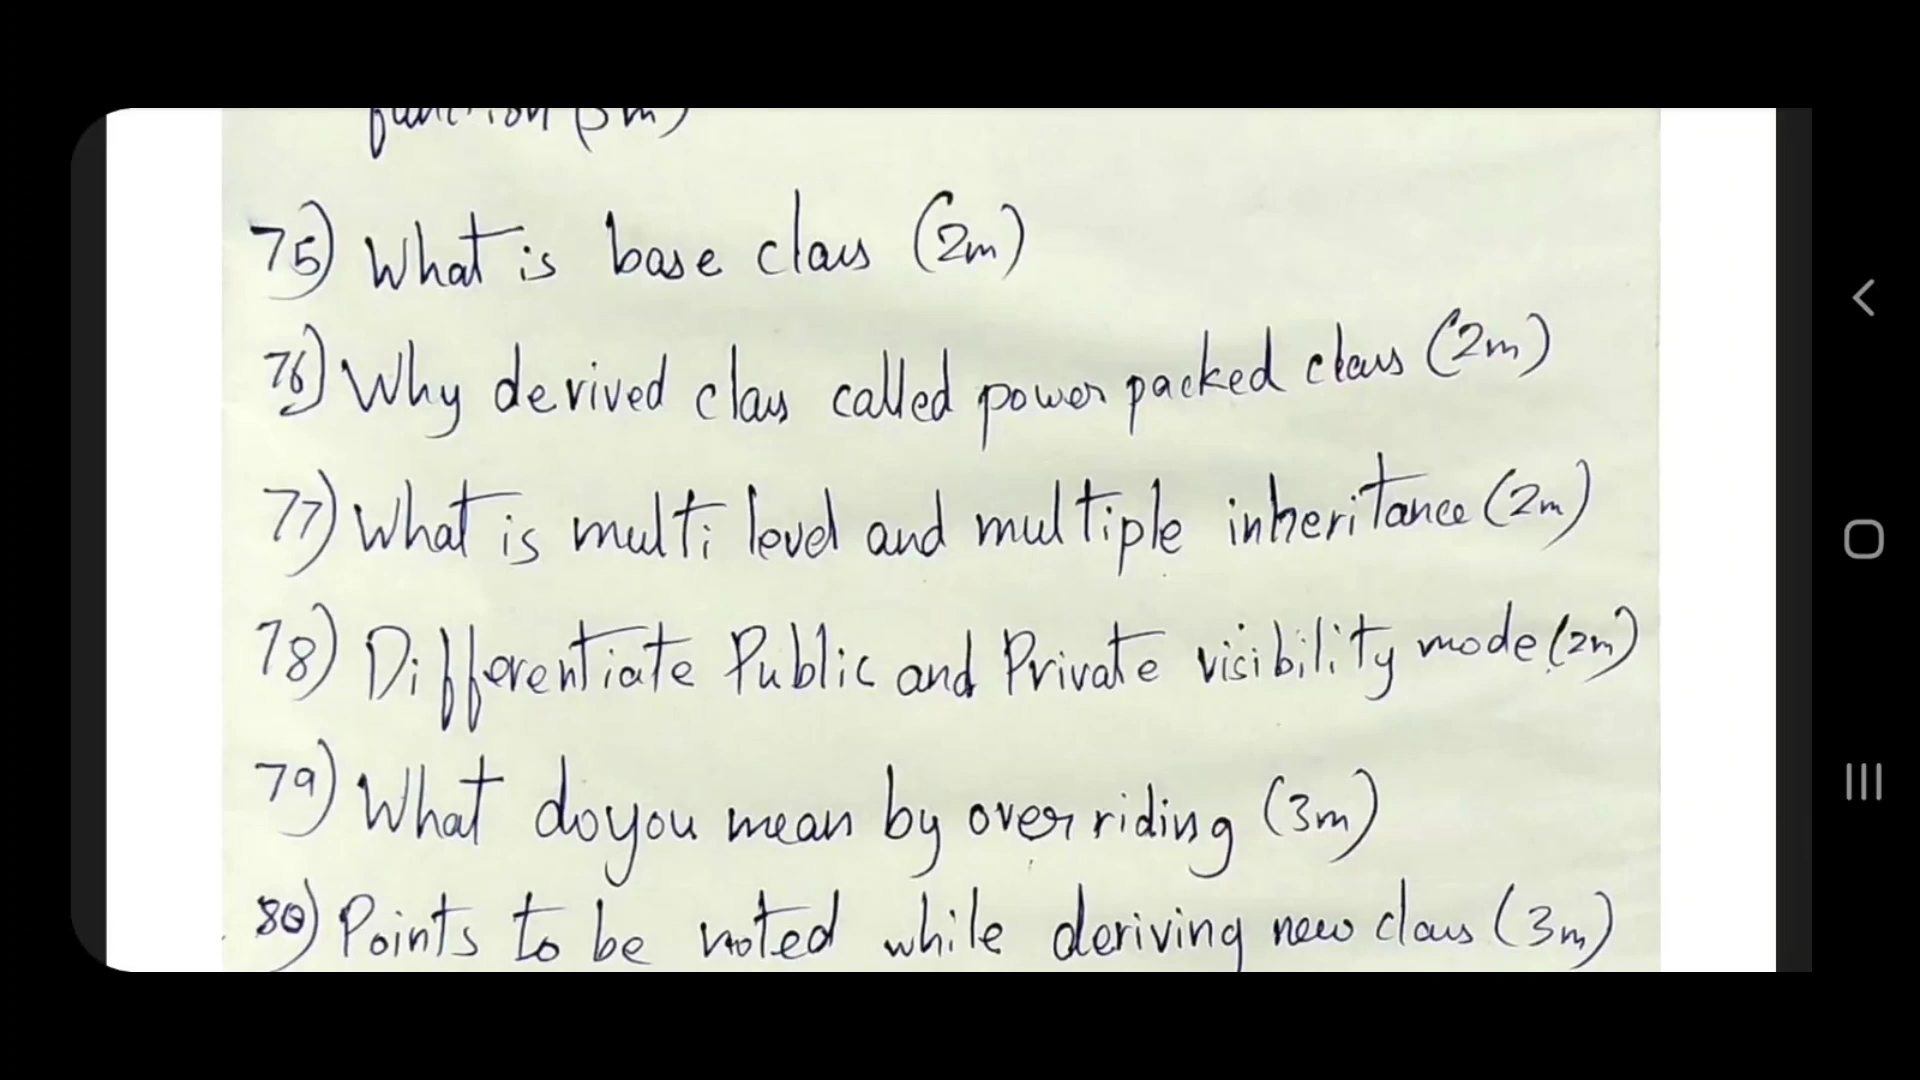 function (3m)
75) What is base class (2m)
76) Why derived class called power packed class (2m)
77) What is multi level and multiple inheritance (2m)
78) Differentiate Public and Private visibility mode (2m)
79) What do you mean by over riding (3m)
80) Points to be noted while deriving new class (3m)